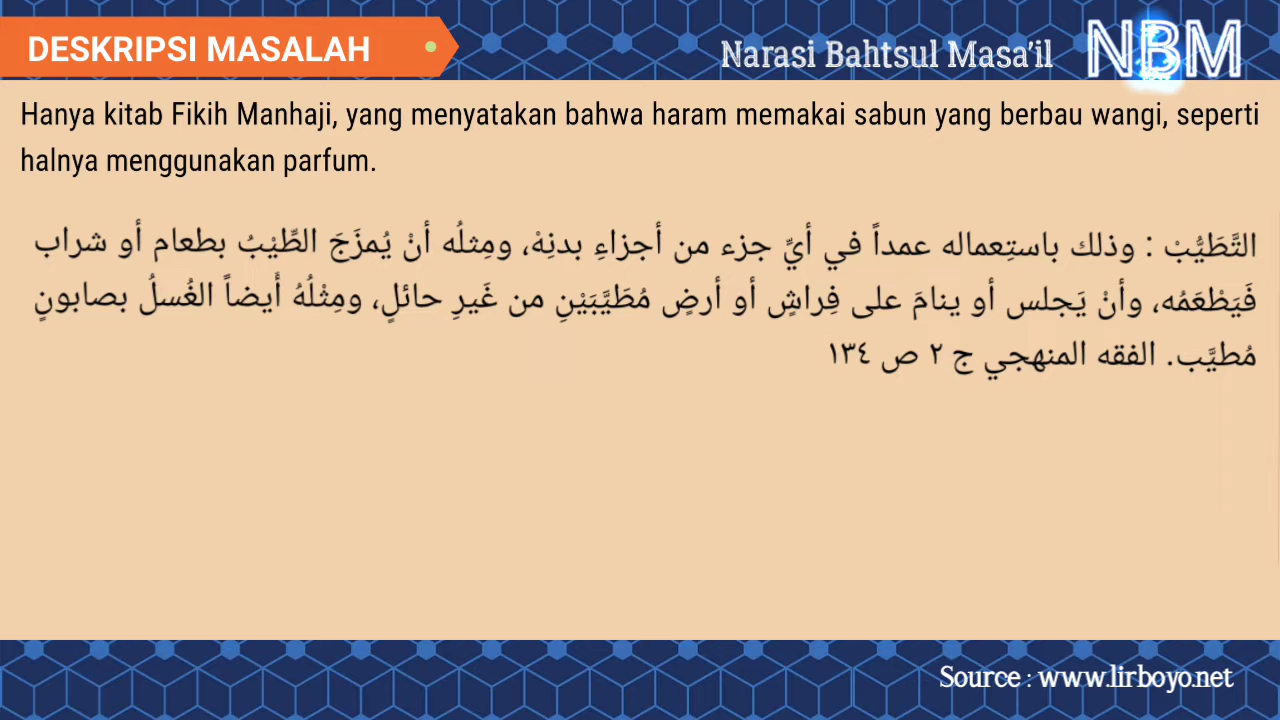 DESKRIPSI MASALAH
Narasi Bahtsul Masa'il
NBM
Hanya kitab Fikih Manhaji, yang menyatakan bahwa haram memakai sabun yang berbau wangi, seperti
halnya menggunakan parfum.
التَّطَيُّبْ : وذلك باستِعماله عمداً في أيِّ جزء من أجزاءِ بدنِهْ، ومِثلُه أنْ يُمزَجَ الطِّيْبُ بطعام أو شراب
فَيَطْعَمُه، وأنْ يَجلس أو ينامَ على فِراشٍ أو أرضٍ مُطَيَّبَيْنِ من غَيرِ حائلٍ، ومِثْلُهُ أيضاً الغُسلُ بصابونٍ
مُطيَّب. الفقه المنهجي ج ٢ ص ١٣٤
Source : www.lirboyo.net